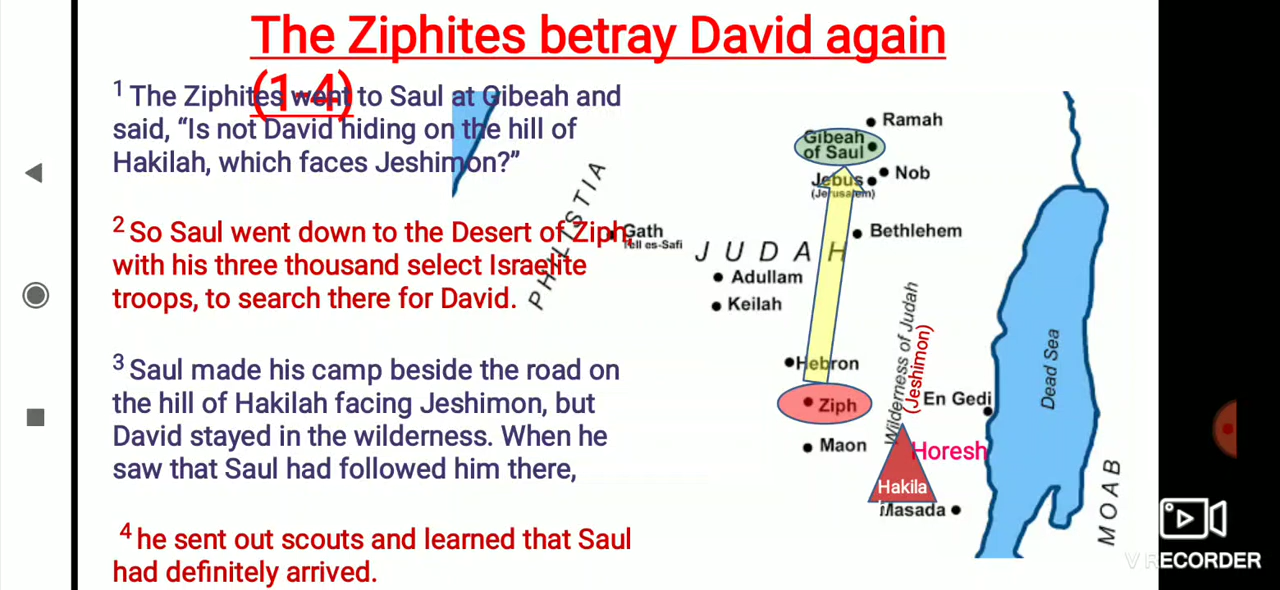 The Ziphites betray David again
(1-4)
1 The Ziphites went to Saul at Gibeah and
said, “Is not David hiding on the hill of
Hakilah, which faces Jeshimon?”
2 So Saul went down to the Desert of Ziph,
with his three thousand select Israelite
troops, to search there for David.
3 Saul made his camp beside the road on
the hill of Hakilah facing Jeshimon, but
David stayed in the wilderness. When he
saw that Saul had followed him there,
4 he sent out scouts and learned that Saul
had definitely arrived.
PHILISTIA
Ramah
Gibeah
of Saul
Jebus
(Jerusalem)
Nob
Gath
Tell es-Safi
JUDAH
Bethlehem
Adullam
Keilah
Wilderness of Judah
(Jeshimon)
Hebron
Ziph
En Gedi
Dead Sea
Maon
Horesh
Hakila
Masada
MOAB
V RECORDER